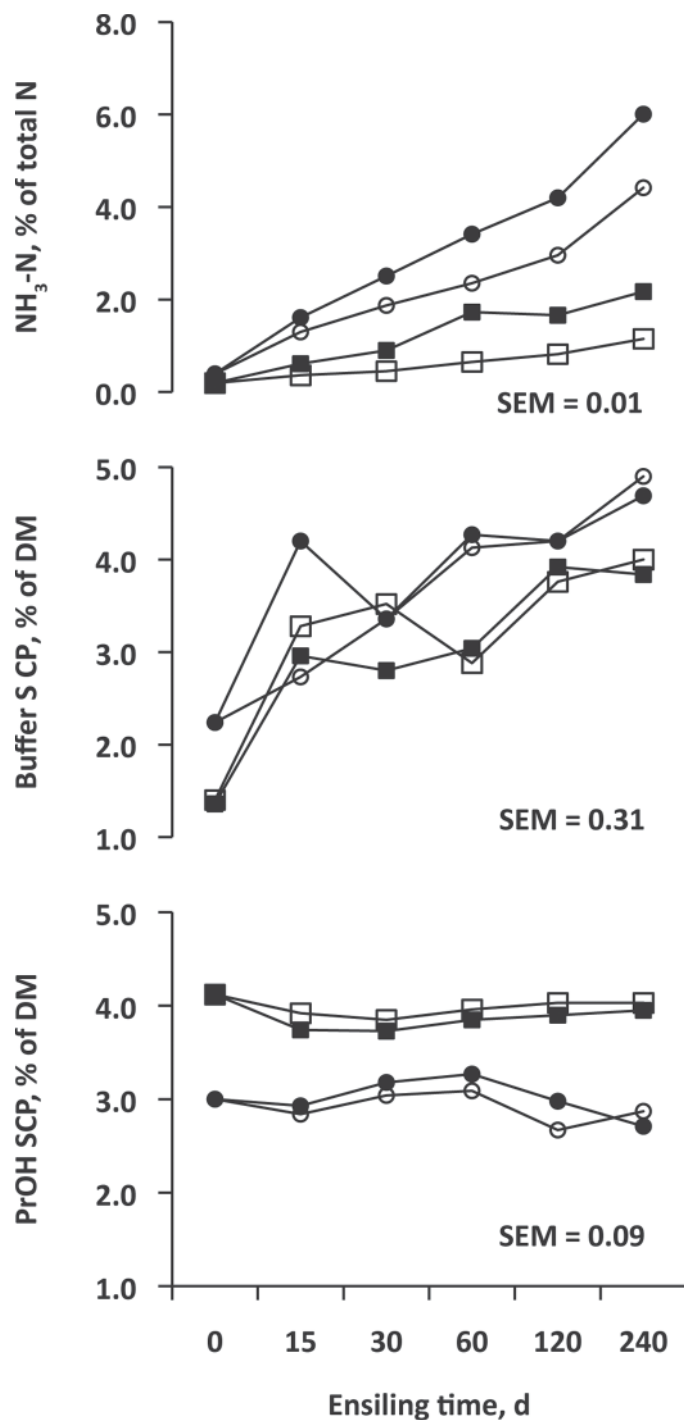 NH₃-N, % of total N
8.0
6.0
4.0
2.0
0.0
SEM = 0.01
Buffer S CP, % of DM
5.0
4.0
3.0
2.0
1.0
SEM = 0.31
PrOH SCP, % of DM
5.0
4.0
3.0
2.0
1.0
SEM = 0.09
0 15 30 60 120 240
Ensiling time, d